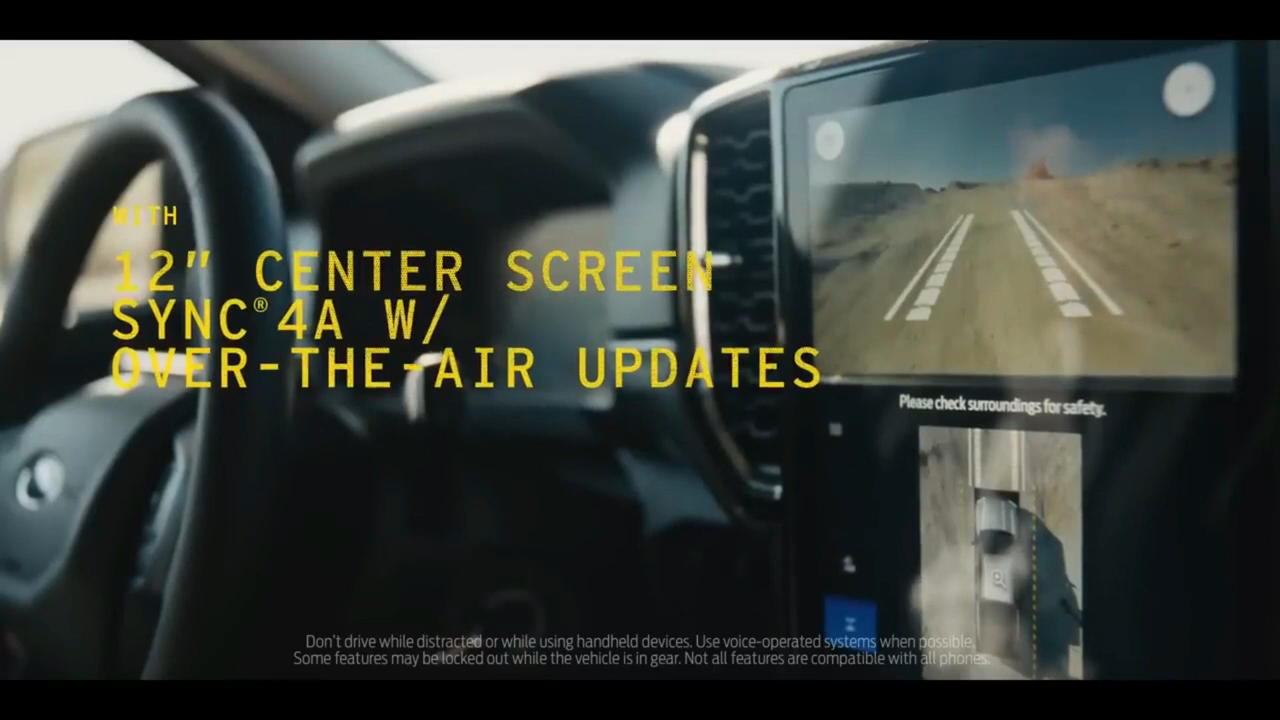 WITH
12" CENTER SCREEN
SYNC®4A W/
OVER-THE-AIR UPDATES
Please check surroundings for safety.
Don't drive while distracted or while using handheld devices. Use voice-operated systems when possible.
Some features may be locked out while the vehicle is in gear. Not all features are compatible with all phones.